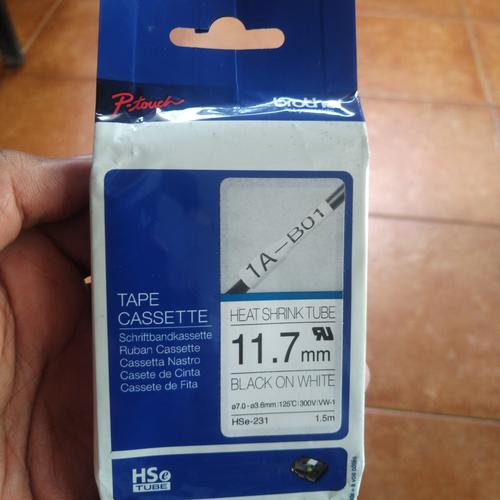 P-touch
brother
1A-B01
TAPE
CASSETTE
Schriftbandkassette
Ruban Cassette
Cassetta Nastro
Casete de Cinta
Cassete de Fita
HEAT SHRINK TUBE
11.7 mm
BLACK ON WHITE
ø7.0 - ø3.6mm | 125°C | 300V | VW-1
HSe-231 1.5m
HSe
TUBE